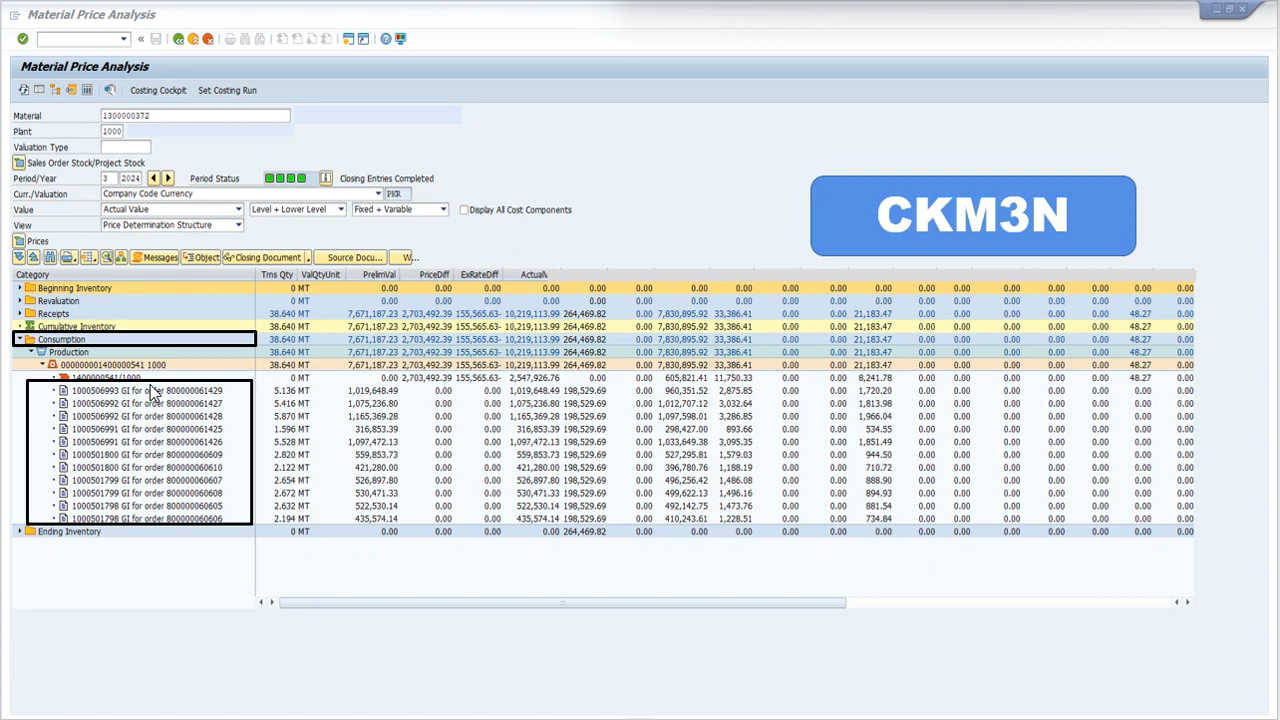 Material Price Analysis
«
Material Price Analysis
Costing Cockpit Set Costing Run
Material 1300000372
Plant 1000
Valuation Type
Sales Order Stock/Project Stock
Period/Year 3 2024 Period Status Closing Entries Completed
Curr./Valuation Company Code Currency PKR
Value Actual Value Level + Lower Level Fixed + Variable Display All Cost Components
View Price Determination Structure
CKM3N
Prices
Messages Object Closing Document Source Docu... W...
Category Trns Qty ValQtyUnit PrelmVal PriceDiff ExRateDiff ActualV
Beginning Inventory 0 MT 0.00 0.00 0.00 0.00 0.00 0.00 0.00 0.00 0.00 0.00 0.00 0.00 0.00 0.00 0.00 0.00 0.00
Revaluation 0 MT 0.00 0.00 0.00 0.00 0.00 0.00 0.00 0.00 0.00 0.00 0.00 0.00 0.00 0.00 0.00 0.00 0.00
Receipts 38.640 MT 7,671,187.23 2,703,492.39 155,565.63- 10,219,113.99 264,469.82 0.00 7,830,895.92 33,386.41 0.00 0.00 21,183.47 0.00 0.00 0.00 0.00 48.27 0.00
Cumulative Inventory 38.640 MT 7,671,187.23 2,703,492.39 155,565.63- 10,219,113.99 264,469.82 0.00 7,830,895.92 33,386.41 0.00 0.00 21,183.47 0.00 0.00 0.00 0.00 48.27 0.00
Consumption 38.640 MT 7,671,187.23 2,703,492.39 155,565.63- 10,219,113.99 264,469.82 0.00 7,830,895.92 33,386.41 0.00 0.00 21,183.47 0.00 0.00 0.00 0.00 48.27 0.00
Production 38.640 MT 7,671,187.23 2,703,492.39 155,565.63- 10,219,113.99 264,469.82 0.00 7,830,895.92 33,386.41 0.00 0.00 21,183.47 0.00 0.00 0.00 0.00 48.27 0.00
000000001400000541 1000 38.640 MT 7,671,187.23 2,703,492.39 155,565.63- 10,219,113.99 264,469.82 0.00 7,830,895.92 33,386.41 0.00 0.00 21,183.47 0.00 0.00 0.00 0.00 48.27 0.00
1400000541/1000 0 MT 0.00 2,703,492.39 155,565.63- 2,547,926.76 0.00 0.00 605,821.41 11,750.33 0.00 0.00 8,241.78 0.00 0.00 0.00 0.00 48.27 0.00
1000506993 GI for order 800000061429 5.136 MT 1,019,648.49 0.00 0.00 1,019,648.49 198,529.69 0.00 960,351.52 2,875.85 0.00 0.00 1,720.20 0.00 0.00 0.00 0.00 0.00 0.00
1000506992 GI for order 800000061427 5.416 MT 1,075,236.80 0.00 0.00 1,075,236.80 198,529.69 0.00 1,012,707.12 3,032.64 0.00 0.00 1,813.98 0.00 0.00 0.00 0.00 0.00 0.00
1000506992 GI for order 800000061428 5.870 MT 1,165,369.28 0.00 0.00 1,165,369.28 198,529.69 0.00 1,097,598.01 3,286.85 0.00 0.00 1,966.04 0.00 0.00 0.00 0.00 0.00 0.00
1000506991 GI for order 800000061425 1.596 MT 316,853.39 0.00 0.00 316,853.39 198,529.69 0.00 298,427.00 893.66 0.00 0.00 534.55 0.00 0.00 0.00 0.00 0.00 0.00
1000506991 GI for order 800000061426 5.528 MT 1,097,472.13 0.00 0.00 1,097,472.13 198,529.69 0.00 1,033,649.38 3,095.35 0.00 0.00 1,851.49 0.00 0.00 0.00 0.00 0.00 0.00
1000501800 GI for order 800000060609 2.820 MT 559,853.73 0.00 0.00 559,853.73 198,529.69 0.00 527,295.81 1,579.03 0.00 0.00 944.50 0.00 0.00 0.00 0.00 0.00 0.00
1000501800 GI for order 800000060610 2.122 MT 421,280.00 0.00 0.00 421,280.00 198,529.69 0.00 396,780.76 1,188.19 0.00 0.00 710.72 0.00 0.00 0.00 0.00 0.00 0.00
1000501799 GI for order 800000060607 2.654 MT 526,897.80 0.00 0.00 526,897.80 198,529.69 0.00 496,256.42 1,486.08 0.00 0.00 888.90 0.00 0.00 0.00 0.00 0.00 0.00
1000501799 GI for order 800000060608 2.672 MT 530,471.33 0.00 0.00 530,471.33 198,529.69 0.00 499,622.13 1,496.16 0.00 0.00 894.93 0.00 0.00 0.00 0.00 0.00 0.00
1000501798 GI for order 800000060605 2.632 MT 522,530.14 0.00 0.00 522,530.14 198,529.69 0.00 492,142.75 1,473.76 0.00 0.00 881.54 0.00 0.00 0.00 0.00 0.00 0.00
1000501798 GI for order 800000060606 2.194 MT 435,574.14 0.00 0.00 435,574.14 198,529.69 0.00 410,243.61 1,228.51 0.00 0.00 734.84 0.00 0.00 0.00 0.00 0.00 0.00
Ending Inventory 0 MT 0.00 0.00 0.00 0.00 264,469.82 0.00 0.00 0.00 0.00 0.00 0.00 0.00 0.00 0.00 0.00 0.00 0.00